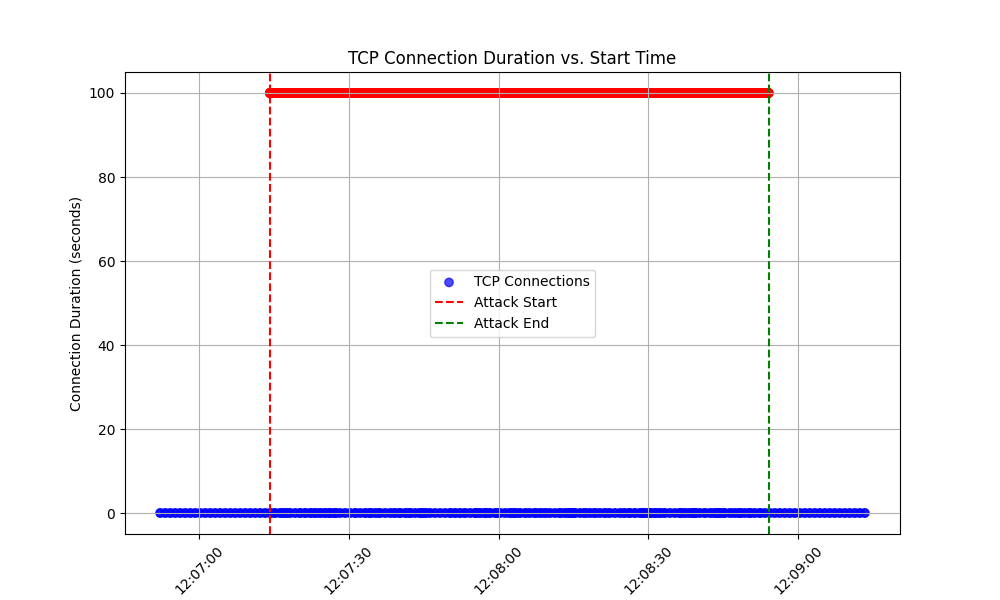 TCP Connection Duration vs. Start Time
Connection Duration (seconds)
100
80
60
40
20
0
TCP Connections
Attack Start
Attack End
12:07:00
12:07:30
12:08:00
12:08:30
12:09:00